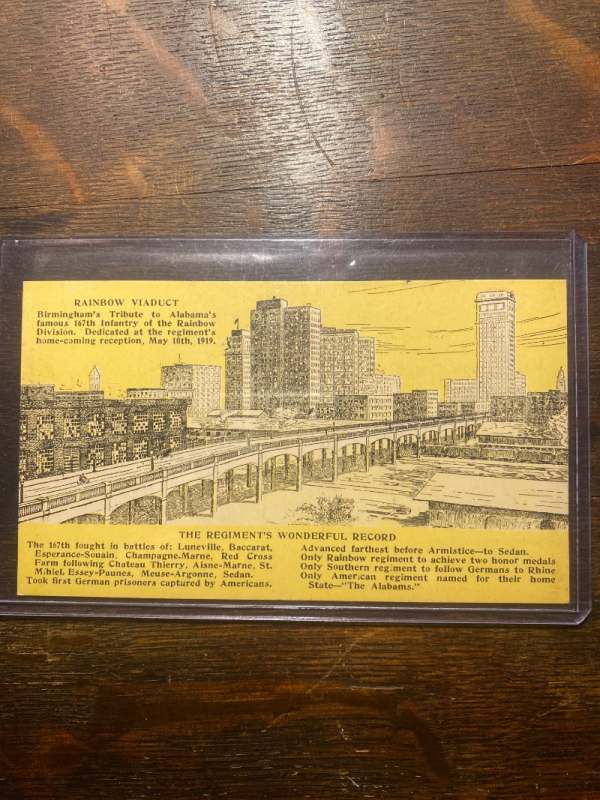 RAINBOW VIADUCT
Birmingham's Tribute to Alabama's
famous 167th Infantry of the Rainbow
Division. Dedicated at the regiment's
home-coming reception, May 10th, 1919.
THE REGIMENT'S WONDERFUL RECORD
The 167th fought in battles of: Luneville, Baccarat,
Esperance-Souain, Champagne-Marne, Red Cross
Farm following Chateau Thierry, Aisne-Marne, St.
Mihiel, Essey-Paunes, Meuse-Argonne, Sedan.
Took first German prisoners captured by Americans.
Advanced farthest before Armistice—to Sedan.
Only Rainbow regiment to achieve two honor medals
Only Southern regiment to follow Germans to Rhine
Only American regiment named for their home
State—"The Alabams."